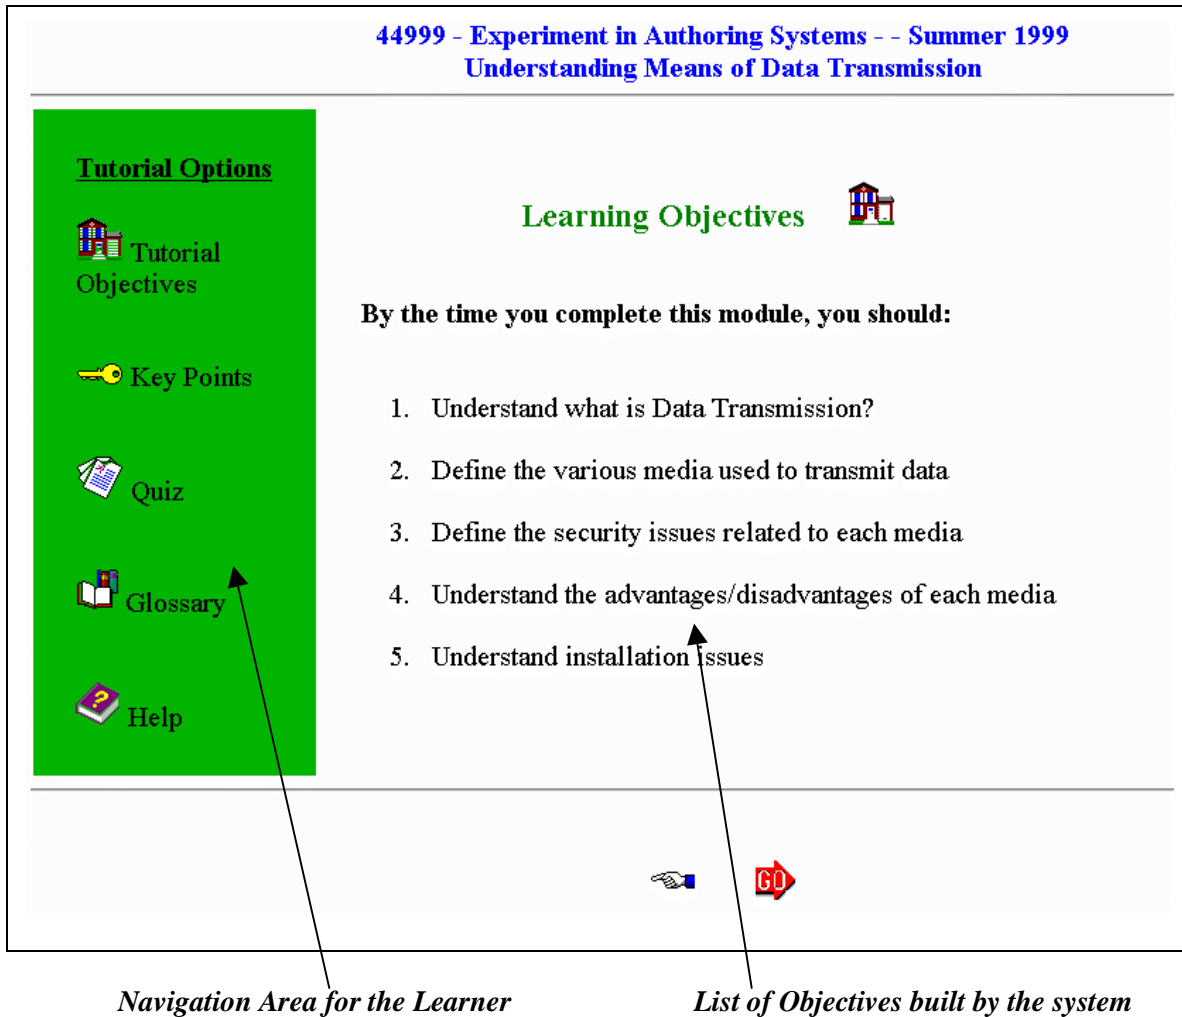 44999 - Experiment in Authoring Systems - - Summer 1999
Understanding Means of Data Transmission
Tutorial Options
Tutorial
Objectives
Key Points
Quiz
Glossary
Help
Learning Objectives
By the time you complete this module, you should:
1. Understand what is Data Transmission?
2. Define the various media used to transmit data
3. Define the security issues related to each media
4. Understand the advantages/disadvantages of each media
5. Understand installation issues
GO
Navigation Area for the Learner
List of Objectives built by the system